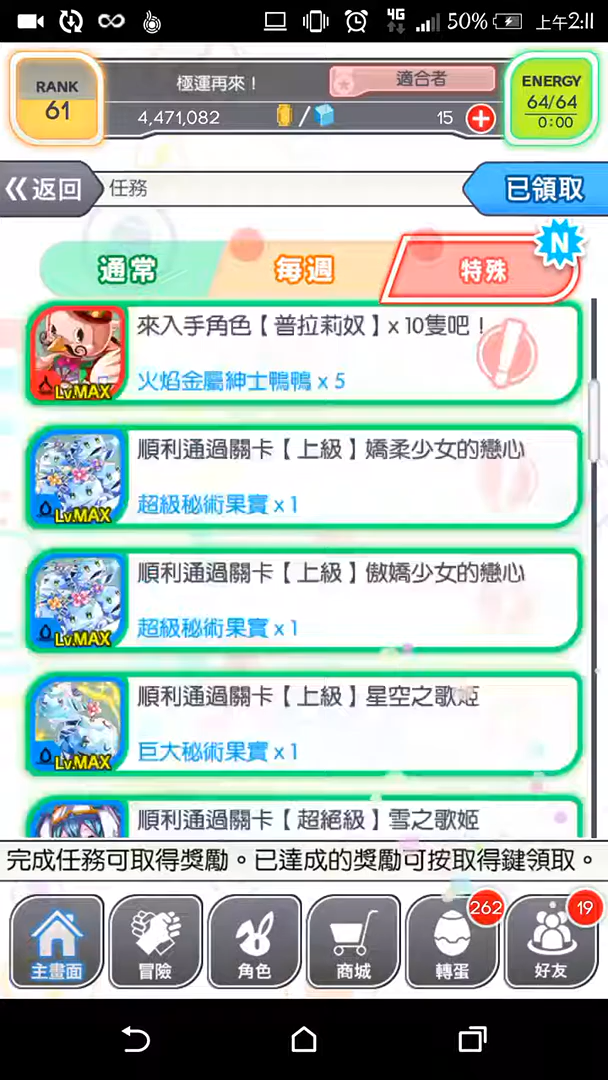 4G 50% 上午2:11
RANK
61
極運再來！
適合者
4,471,082
/
15
ENERGY
64/64
0:00
返回
任務
已領取
通常
每週
特殊
N
來入手角色【普拉莉奴】x 10隻吧！
火焰金屬紳士鴨鴨 x 5
Lv.MAX
順利通過關卡【上級】嬌柔少女的戀心
超級秘術果實 x 1
Lv.MAX
順利通過關卡【上級】傲嬌少女的戀心
超級秘術果實 x 1
Lv.MAX
順利通過關卡【上級】星空之歌姬
巨大秘術果實 x 1
Lv.MAX
順利通過關卡【超絕級】雪之歌姬
完成任務可取得獎勵。已達成的獎勵可按取得鍵領取。
262
19
主畫面
冒險
角色
商城
轉蛋
好友